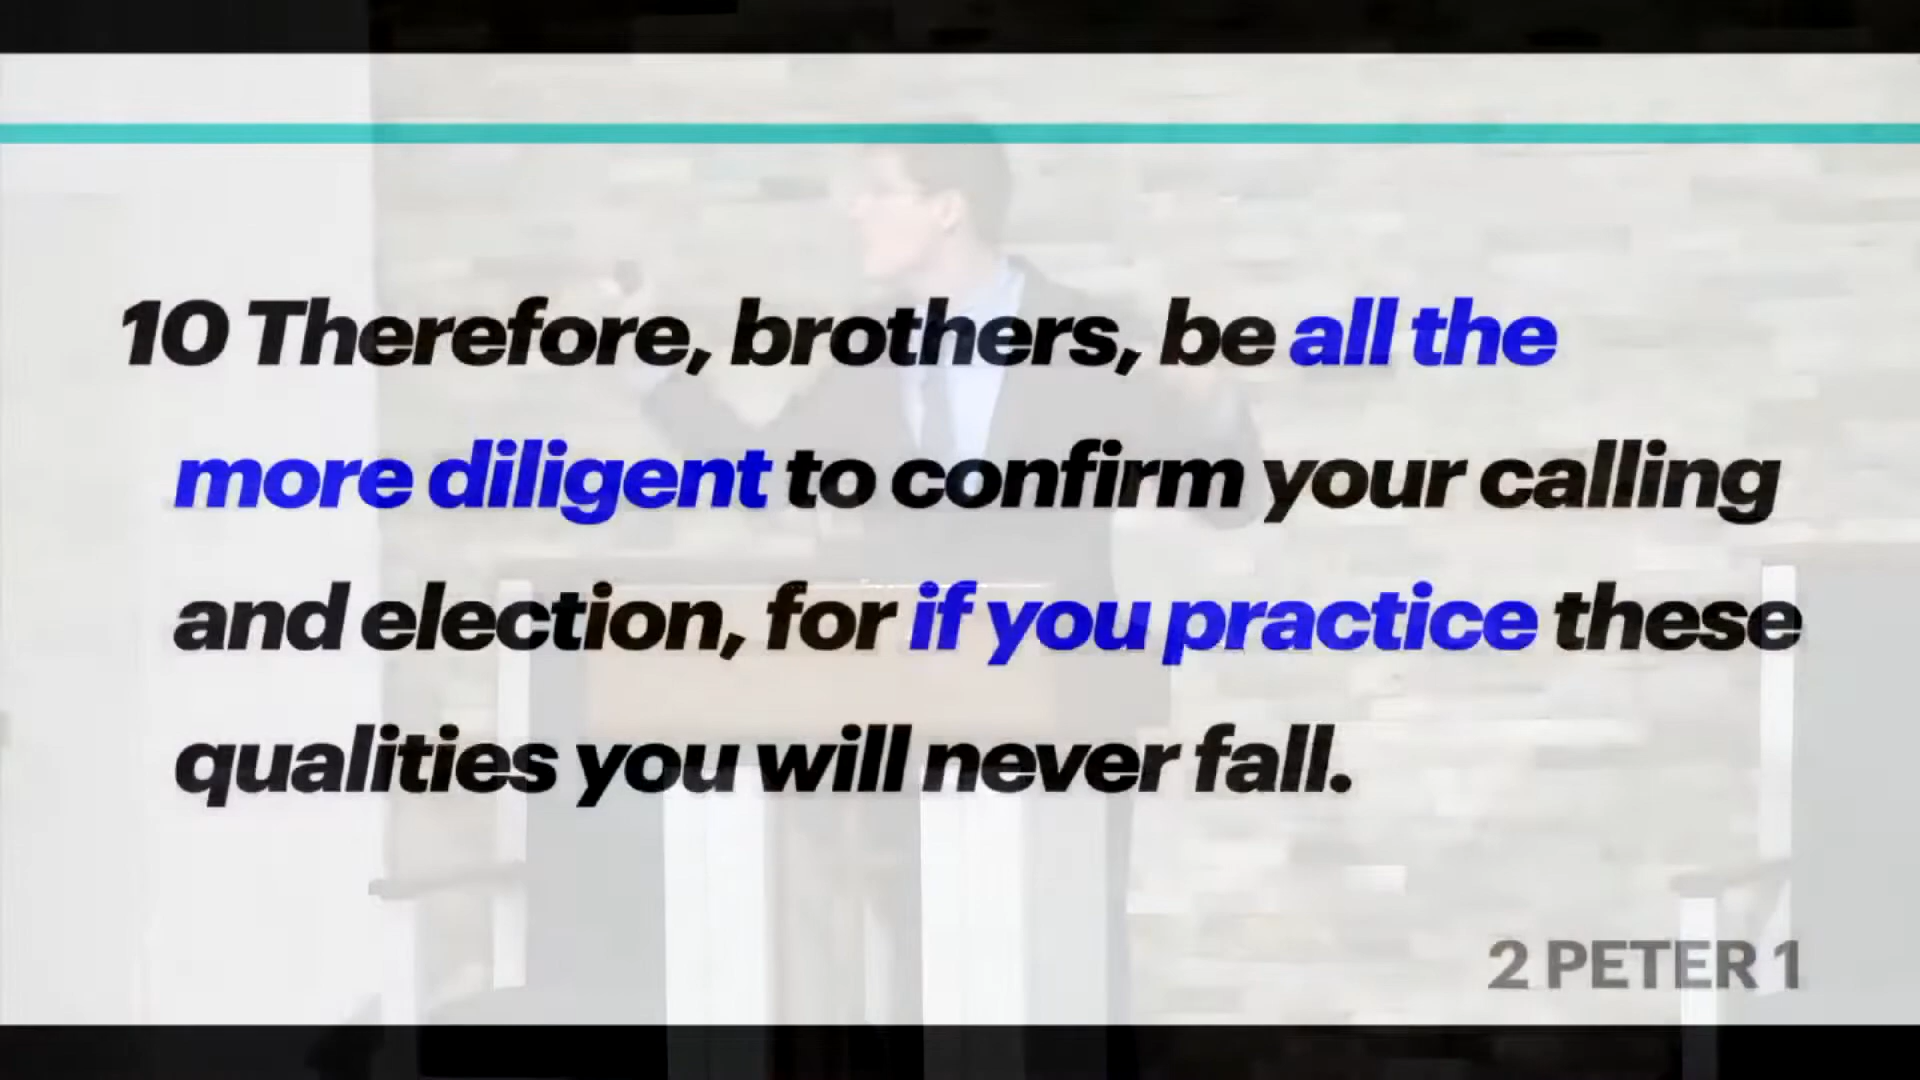 10 Therefore, brothers, be all the
more diligent to confirm your calling
and election, for if you practice these
qualities you will never fall.
2 PETER 1